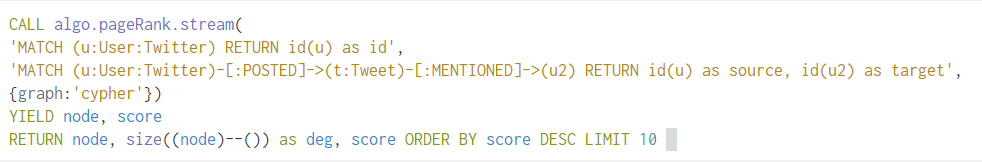 CALL algo.pageRank.stream(
'MATCH (u:User:Twitter) RETURN id(u) as id',
'MATCH (u:User:Twitter)-[:POSTED]->(t:Tweet)-[:MENTIONED]->(u2) RETURN id(u) as source, id(u2) as target',
{graph:'cypher'})
YIELD node, score
RETURN node, size((node)--()) as deg, score ORDER BY score DESC LIMIT 10